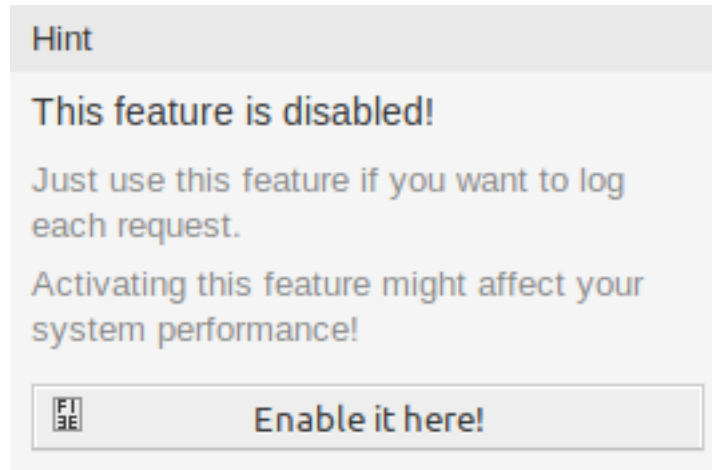 Hint
This feature is disabled!
Just use this feature if you want to log
each request.
Activating this feature might affect your
system performance!
Enable it here!